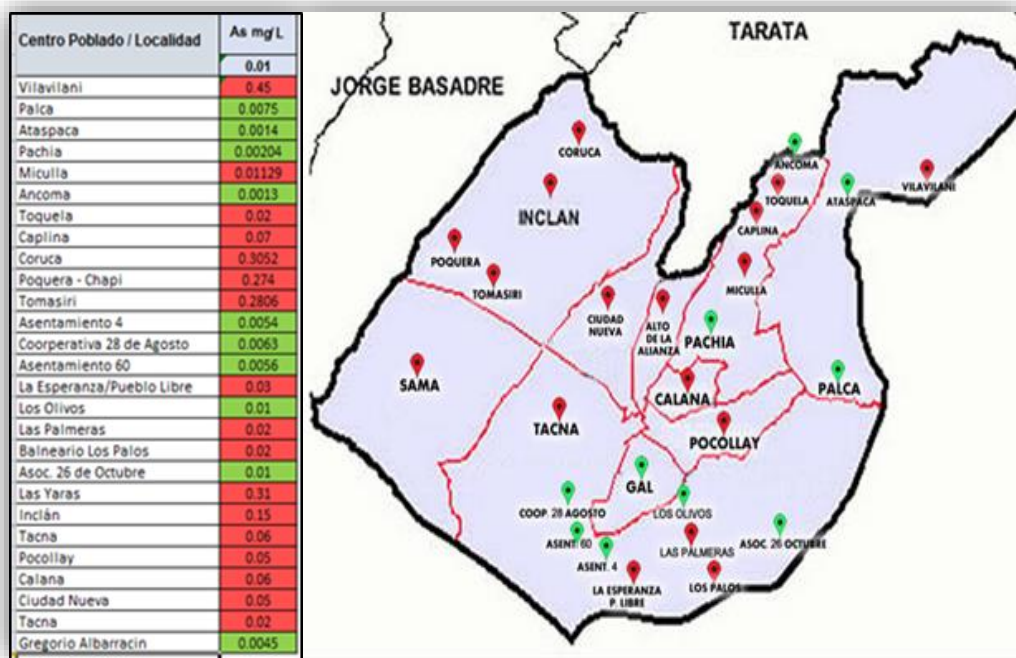 Centro Poblado / Localidad As mg/L
0.01
Vilavilani 0.45
Palca 0.0075
Ataspaca 0.0014
Pachia 0.00204
Miculla 0.01129
Ancoma 0.0013
Toquela 0.02
Caplina 0.07
Coruca 0.3052
Poquera - Chapi 0.274
Tomasiri 0.2806
Asentamiento 4 0.0054
Coorperativa 28 de Agosto 0.0063
Asentamiento 60 0.0056
La Esperanza/Pueblo Libre 0.03
Los Olivos 0.01
Las Palmeras 0.02
Balneario Los Palos 0.02
Asoc. 26 de Octubre 0.01
Las Yaras 0.31
Inclán 0.15
Tacna 0.06
Pocollay 0.05
Calana 0.06
Ciudad Nueva 0.05
Tacna 0.02
Gregorio Albarracin 0.0045
TARATA
JORGE BASADRE
CORUCA
ANCOMA
VILAVILANI
TOQUELA
ATASPACA
INCLAN
CAPLINA
POQUERA
MICULLA
TOMASIRI
CIUDAD
NUEVA
ALTO
DE LA
ALIANZA
PACHIA
SAMA
PALCA
CALANA
TACNA
POCOLLAY
GAL
COOP. 28 AGOSTO
LOS OLIVOS
ASENT. 60
ASOC. 26 OCTUBRE
LAS PALMERAS
ASENT. 4
LA ESPERANZA
P. LIBRE
LOS PALOS